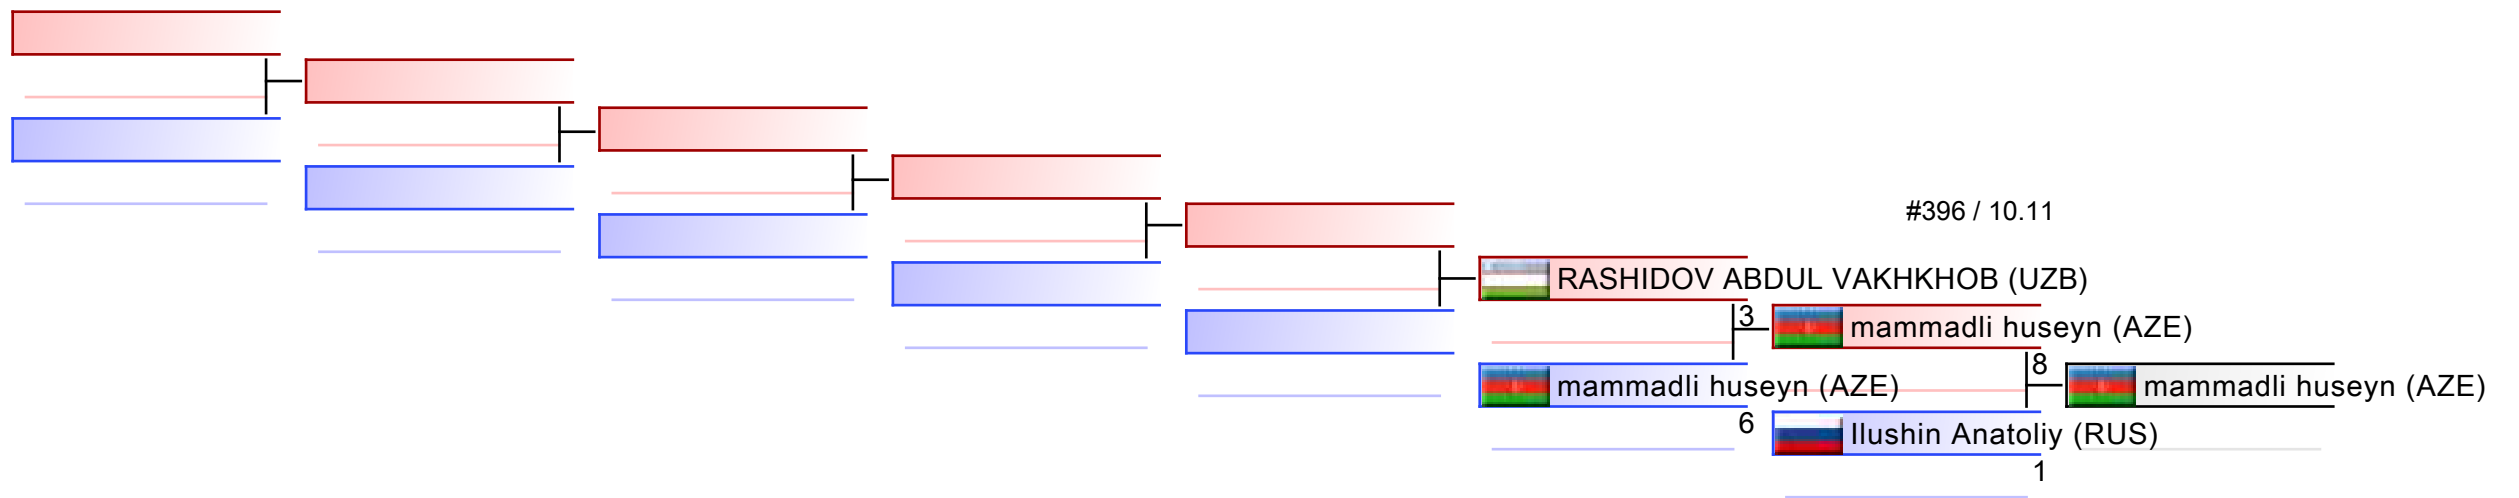 #396 / 10.11
RASHIDOV ABDUL VAKHKHOB (UZB)
3
mammadli huseyn (AZE)
8
mammadli huseyn (AZE)
mammadli huseyn (AZE)
6
Ilushin Anatoliy (RUS)
1